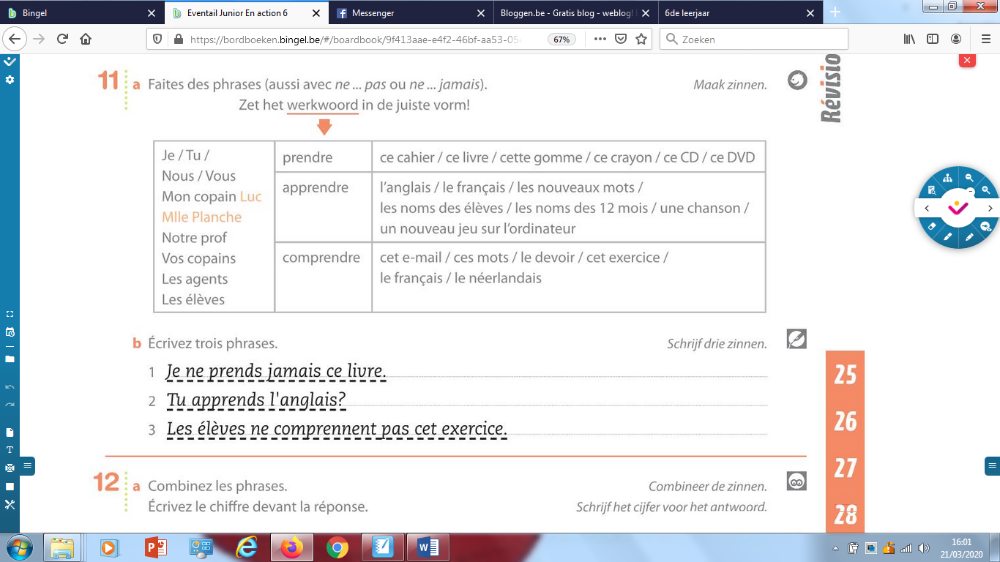 Bingel
Eventail Junior En action 6
Messenger
Bloggen.be - Gratis blog - weblog!
6de leerjaar
https://bordboeken.bingel.be/#/boardbook/9f413aae-e4f2-46bf-aa53-05
67%
Zoeken
11 a Faites des phrases (aussi avec ne ... pas ou ne ... jamais). Maak zinnen.
Zet het werkwoord in de juiste vorm!
Révisio
Je / Tu /
Nous / Vous
Mon copain Luc
Mlle Planche
Notre prof
Vos copains
Les agents
Les élèves
prendre
ce cahier / ce livre / cette gomme / ce crayon / ce CD / ce DVD
apprendre
l'anglais / le français / les nouveaux mots /
les noms des élèves / les noms des 12 mois / une chanson /
un nouveau jeu sur l'ordinateur
comprendre
cet e-mail / ces mots / le devoir / cet exercice /
le français / le néerlandais
b Écrivez trois phrases. Schrijf drie zinnen.
1 Je ne prends jamais ce livre.
2 Tu apprends l'anglais?
3 Les élèves ne comprennent pas cet exercice.
25
26
27
28
12 a Combinez les phrases. Combineer de zinnen.
Écrivez le chiffre devant la réponse. Schrijf het cijfer voor het antwoord.
16:01
21/03/2020